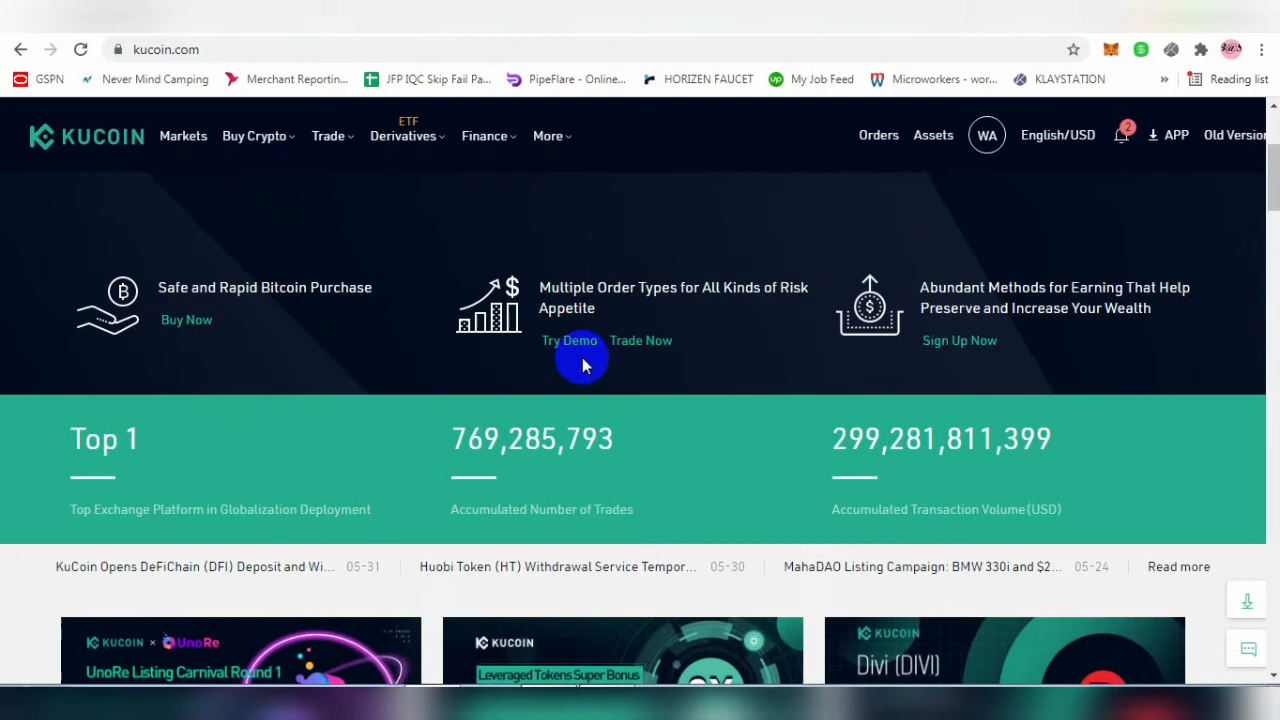 kucoin.com
GSPN Never Mind Camping Merchant Reporting... JFP IQC Skip Fail Pa... PipeFlare - Online... HORIZEN FAUCET My Job Feed Microworkers - wor... KLAYSTATION » Reading list
ETF
KUCOIN Markets Buy Crypto Trade Derivatives Finance More Orders Assets WA English/USD 2 APP Old Version
Safe and Rapid Bitcoin Purchase
Buy Now
Multiple Order Types for All Kinds of Risk
Appetite
Try Demo Trade Now
Abundant Methods for Earning That Help
Preserve and Increase Your Wealth
Sign Up Now
Top 1
Top Exchange Platform in Globalization Deployment
769,285,793
Accumulated Number of Trades
299,281,811,399
Accumulated Transaction Volume(USD)
KuCoin Opens DeFiChain (DFI) Deposit and Wi... 05-31 Huobi Token (HT) Withdrawal Service Tempor... 05-30 MahaDAO Listing Campaign: BMW 330i and $2... 05-24 Read more
KUCOIN × UnoRe
UnoRe Listing Carnival Round 1
KUCOIN
Leveraged Tokens Super Bonus
KUCOIN
Divi (DIVI)